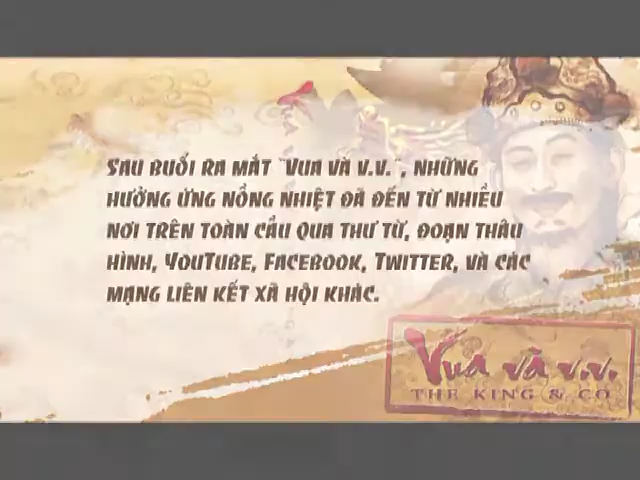 SAU BUỔI RA MẮT "VUA VÀ V.V.", NHỮNG
HƯỞNG ỨNG NỒNG NHIỆT ĐÃ ĐẾN TỪ NHIỀU
NƠI TRÊN TOÀN CẦU QUA THƯ TỪ, ĐOẠN THÂU
HÌNH, YOUTUBE, FACEBOOK, TWITTER, VÀ CÁC
MẠNG LIÊN KẾT XÃ HỘI KHÁC.
Vua và v.v.
THE KING & CO